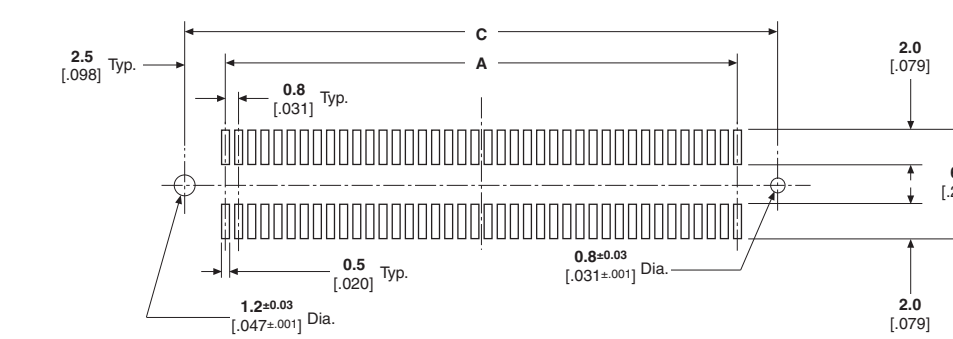 C
2.5 Typ.
[.098]
A
2.0
[.079]
0.8 Typ.
[.031]
0.5 Typ.
[.020]
0.8±0.03 Dia.
[.031±.001]
1.2±0.03 Dia.
[.047±.001]
2.0
[.079]